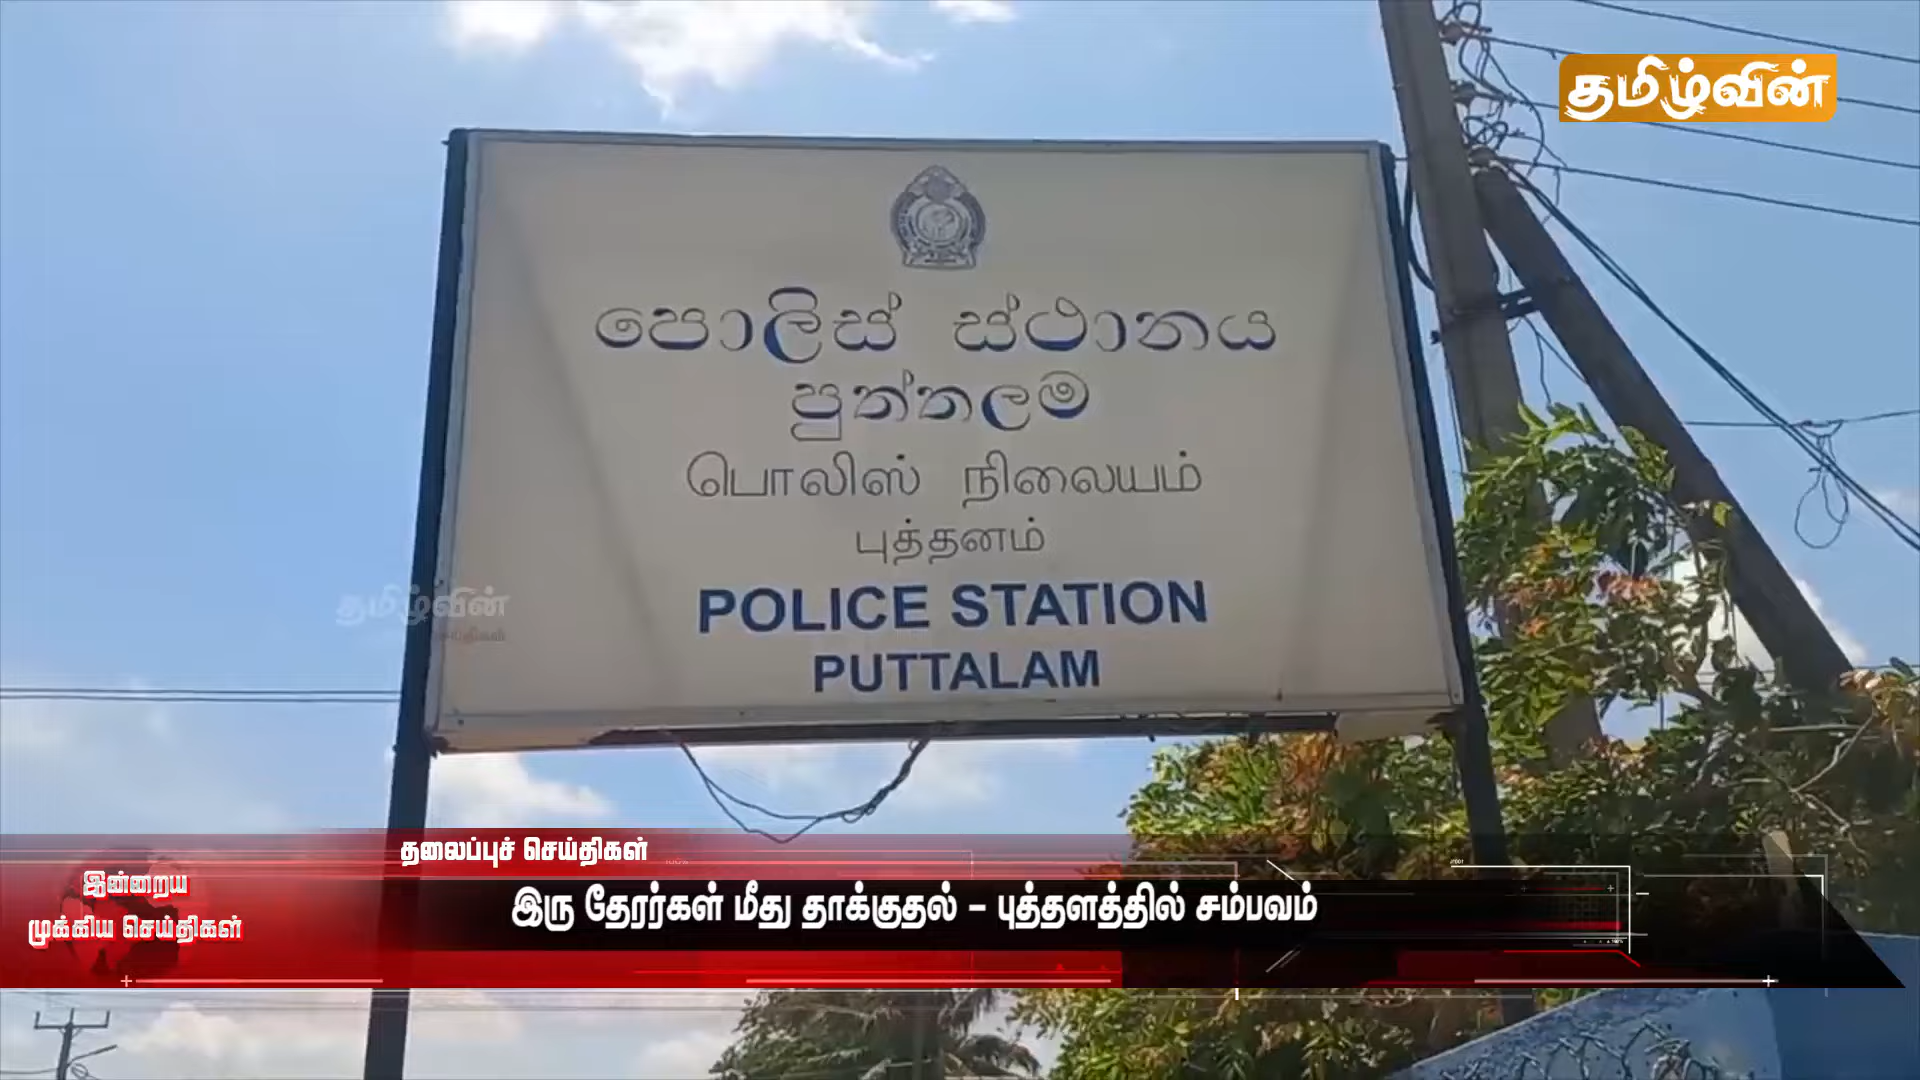 தமிழ்வின்
පොලිස් ස්ථානය
පුත්තලම
பொலிஸ் நிலையம்
புத்தளம்
POLICE STATION
PUTTALAM
தமிழ்வின்
செய்திகள்
தலைப்புச் செய்திகள்
இன்றைய
முக்கிய செய்திகள்
இரு தேரர்கள் மீது தாக்குதல் – புத்தளத்தில் சம்பவம்